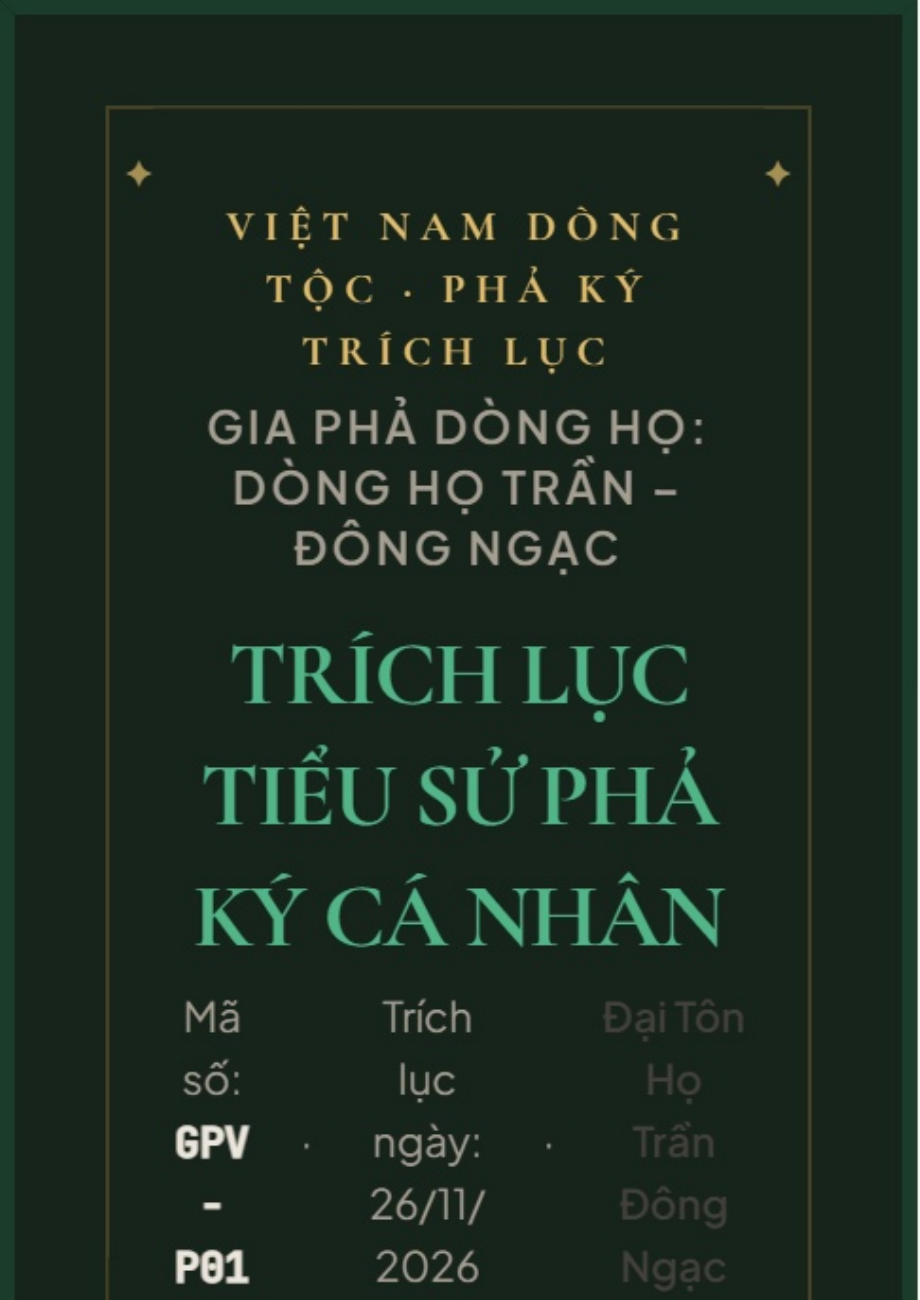 VIỆT NAM DÒNG
TỘC · PHẢ KÝ
TRÍCH LỤC
GIA PHẢ DÒNG HỌ:
DÒNG HỌ TRẦN –
ĐÔNG NGẠC
TRÍCH LỤC
TIỂU SỬ PHẢ
KÝ CÁ NHÂN
Mã
số:
GPV
-
P01
·
Trích
lục
ngày:
26/11/
2026
·
Đại Tôn
Họ
Trần
Đông
Ngạc